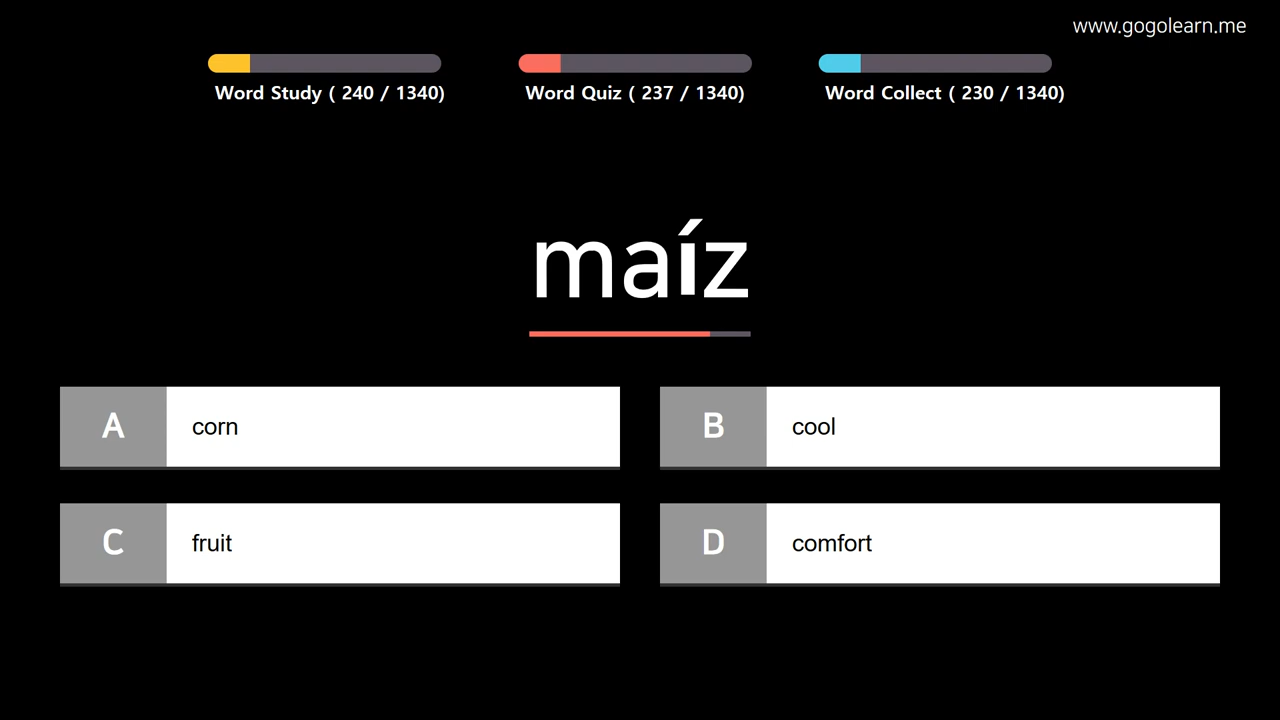 www.gogolearn.me
Word Study ( 240 / 1340)
Word Quiz ( 237 / 1340)
Word Collect ( 230 / 1340)
maíz
A corn
B cool
C fruit
D comfort